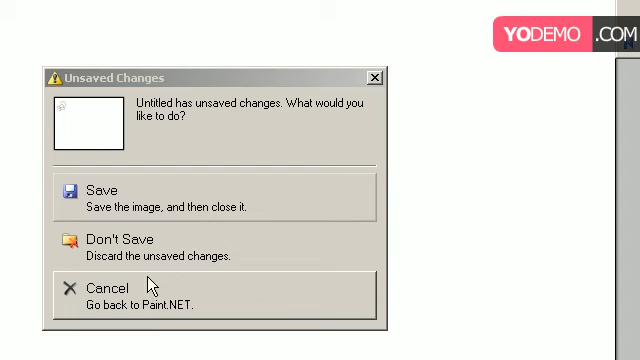 YODEMO.COM
Unsaved Changes
Untitled has unsaved changes. What would you
like to do?
Save
Save the image, and then close it.
Don't Save
Discard the unsaved changes.
Cancel
Go back to Paint.NET.